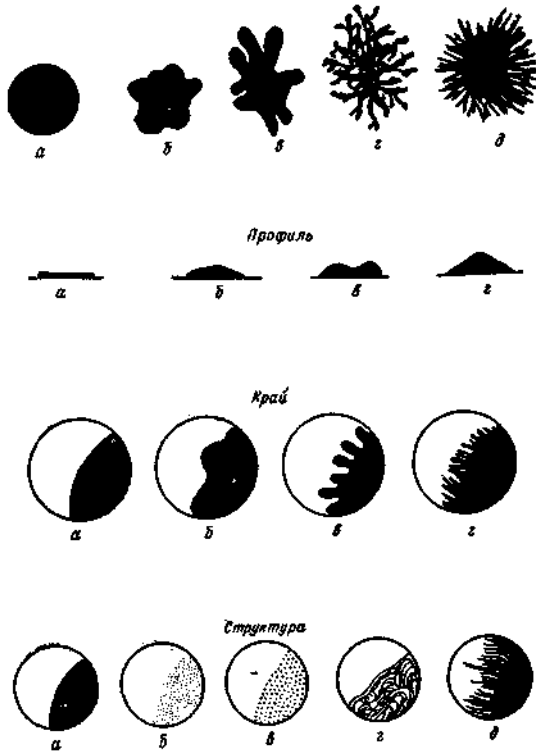 а б в г д
Профиль
а б в г
Край
а б в г
Структура
а б в г д